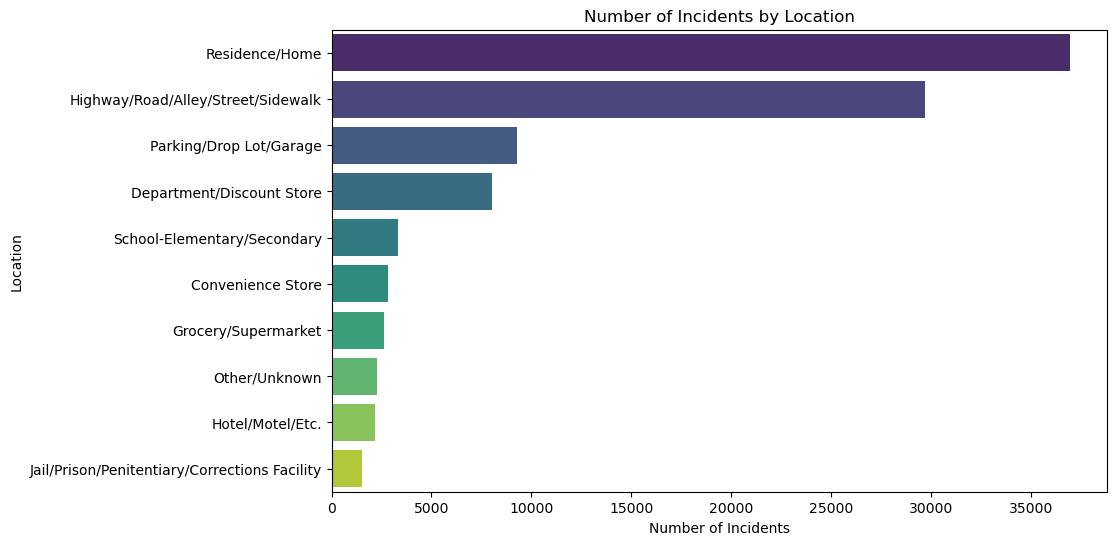 Number of Incidents by Location
Residence/Home
Highway/Road/Alley/Street/Sidewalk
Parking/Drop Lot/Garage
Department/Discount Store
School-Elementary/Secondary
Convenience Store
Grocery/Supermarket
Other/Unknown
Hotel/Motel/Etc.
Jail/Prison/Penitentiary/Corrections Facility
Location
0 5000 10000 15000 20000 25000 30000 35000
Number of Incidents